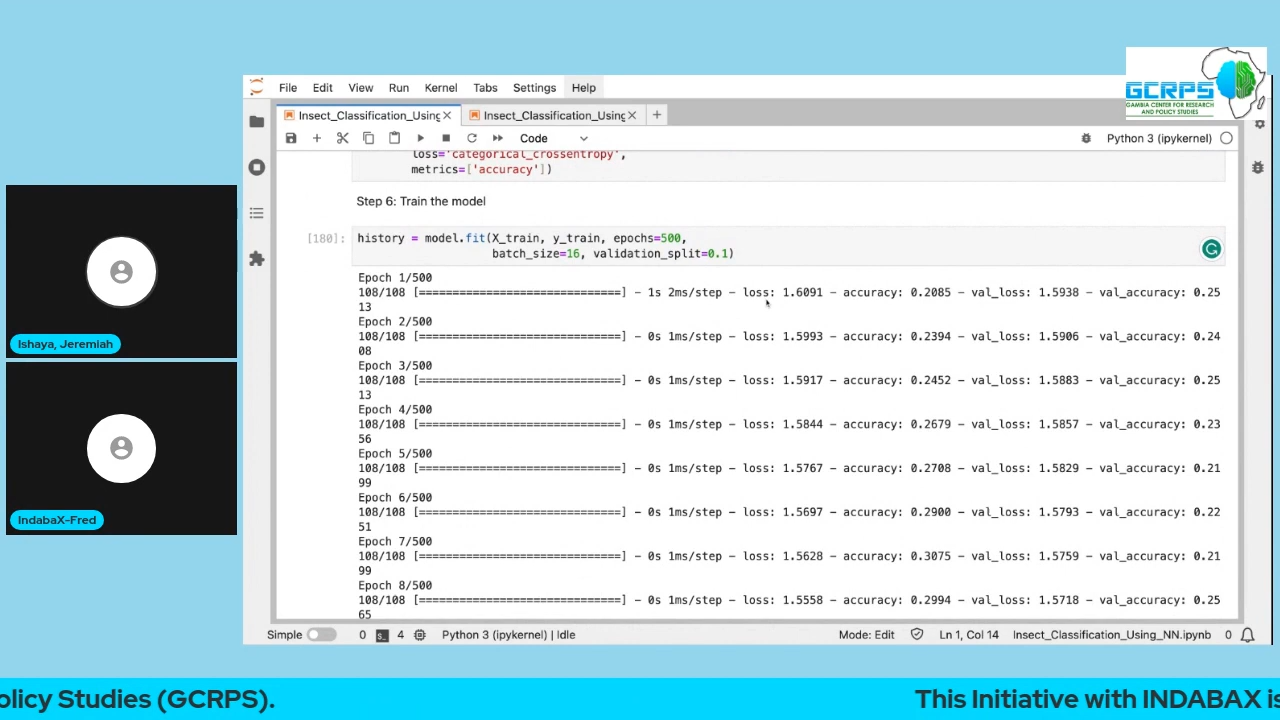 GCRPS
GAMBIA CENTER FOR RESEARCH
AND POLICY STUDIES
File Edit View Run Kernel Tabs Settings Help
Insect_Classification_Using Insect_Classification_Using
Code Python 3 (ipykernel)
loss='categorical_crossentropy',
metrics=['accuracy'])
Step 6: Train the model
[180]: history = model.fit(X_train, y_train, epochs=500,
batch_size=16, validation_split=0.1)
Epoch 1/500
108/108 [==============================] - 1s 2ms/step - loss: 1.6091 - accuracy: 0.2085 - val_loss: 1.5938 - val_accuracy: 0.25
13
Epoch 2/500
108/108 [==============================] - 0s 1ms/step - loss: 1.5993 - accuracy: 0.2394 - val_loss: 1.5906 - val_accuracy: 0.24
08
Epoch 3/500
108/108 [==============================] - 0s 1ms/step - loss: 1.5917 - accuracy: 0.2452 - val_loss: 1.5883 - val_accuracy: 0.25
13
Epoch 4/500
108/108 [==============================] - 0s 1ms/step - loss: 1.5844 - accuracy: 0.2679 - val_loss: 1.5857 - val_accuracy: 0.23
56
Epoch 5/500
108/108 [==============================] - 0s 1ms/step - loss: 1.5767 - accuracy: 0.2708 - val_loss: 1.5829 - val_accuracy: 0.21
99
Epoch 6/500
108/108 [==============================] - 0s 1ms/step - loss: 1.5697 - accuracy: 0.2900 - val_loss: 1.5793 - val_accuracy: 0.22
51
Epoch 7/500
108/108 [==============================] - 0s 1ms/step - loss: 1.5628 - accuracy: 0.3075 - val_loss: 1.5759 - val_accuracy: 0.21
99
Epoch 8/500
108/108 [==============================] - 0s 1ms/step - loss: 1.5558 - accuracy: 0.2994 - val_loss: 1.5718 - val_accuracy: 0.25
65
Simple 0 4 Python 3 (ipykernel) | Idle Mode: Edit Ln 1, Col 14 Insect_Classification_Using_NN.ipynb 0
Ishaya, Jeremiah
IndabaX-Fred
olicy Studies (GCRPS). This Initiative with INDABAX is